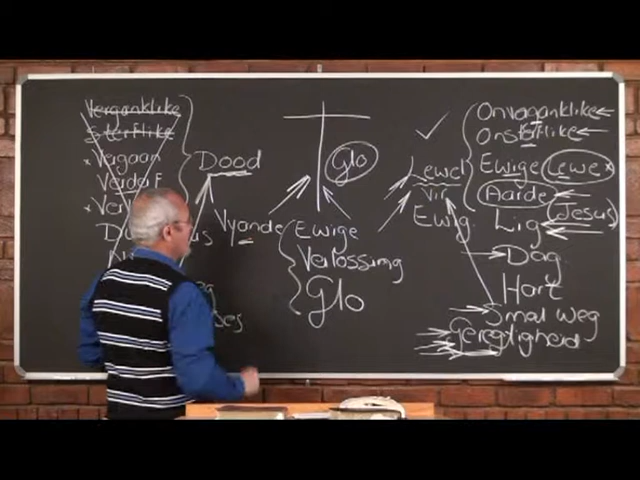 Verganklike
Sterflike
Vergaan
Dood
Vyande
Glo
Ewige
Verlossing
Glo
Lewe
Vir
Ewig
Onverganklike
Onsterflike
Ewige Lewe
Aarde
Lig (Jesus)
Dag
Hart
Smal weg
Geregtigheid